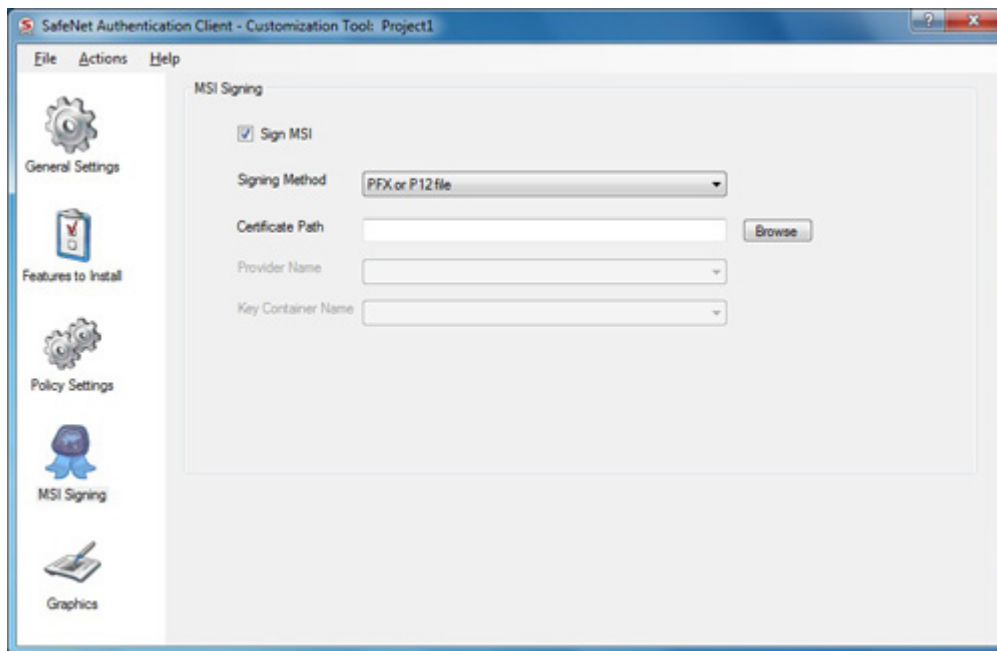 SafeNet Authentication Client - Customization Tool: Project1
File Actions Help
General Settings
Features to Install
Policy Settings
MSI Signing
Graphics
MSI Signing
Sign MSI
Signing Method PFX or P12 file
Certificate Path Browse
Provider Name
Key Container Name